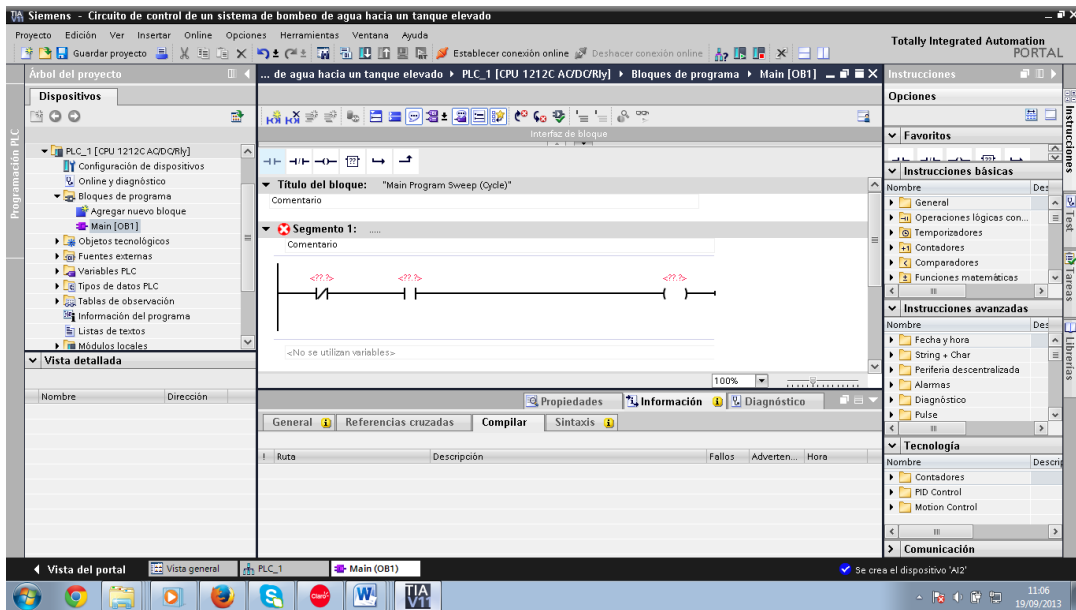 Siemens - Circuito de control de un sistema de bombeo de agua hacia un tanque elevado
Proyecto Edición Ver Insertar Online Opciones Herramientas Ventana Ayuda
Guardar proyecto Establecer conexión online Deshacer conexión online
Totally Integrated Automation
PORTAL
Árbol del proyecto
... de agua hacia un tanque elevado PLC_1 [CPU 1212C AC/DC/Rly] Bloques de programa Main [OB1]
Instrucciones
Dispositivos
Opciones
Programación PLC
PLC_1 [CPU 1212C AC/DC/Rly]
Configuración de dispositivos
Online y diagnóstico
Bloques de programa
Agregar nuevo bloque
Main [OB1]
Objetos tecnológicos
Fuentes externas
Variables PLC
Tipos de datos PLC
Tablas de observación
Información del programa
Listas de textos
Módulos locales
Vista detallada
Nombre Dirección
Interfaz de bloque
Título del bloque: "Main Program Sweep (Cycle)"
Comentario
Segmento 1: .....
Comentario
<??.?> <??.?> <??.?>
<No se utilizan variables>
100%
Propiedades Información Diagnóstico
General Referencias cruzadas Compilar Sintaxis
! Ruta Descripción Fallos Adverten... Hora
Favoritos
Instrucciones básicas
Nombre Des
General
Operaciones lógicas con...
Temporizadores
Contadores
Comparadores
Funciones matemáticas
Instrucciones avanzadas
Nombre Des
Fecha y hora
String + Char
Periferia descentralizada
Alarmas
Diagnóstico
Pulse
Tecnología
Nombre Descrip
Contadores
PID Control
Motion Control
Comunicación
Instrucciones
Test
Tareas
Librerías
Vista del portal Vista general PLC_1 Main (OB1)
Se crea el dispositivo 'AI2'
Claro
W
TIA
V11
11:06
19/09/2013